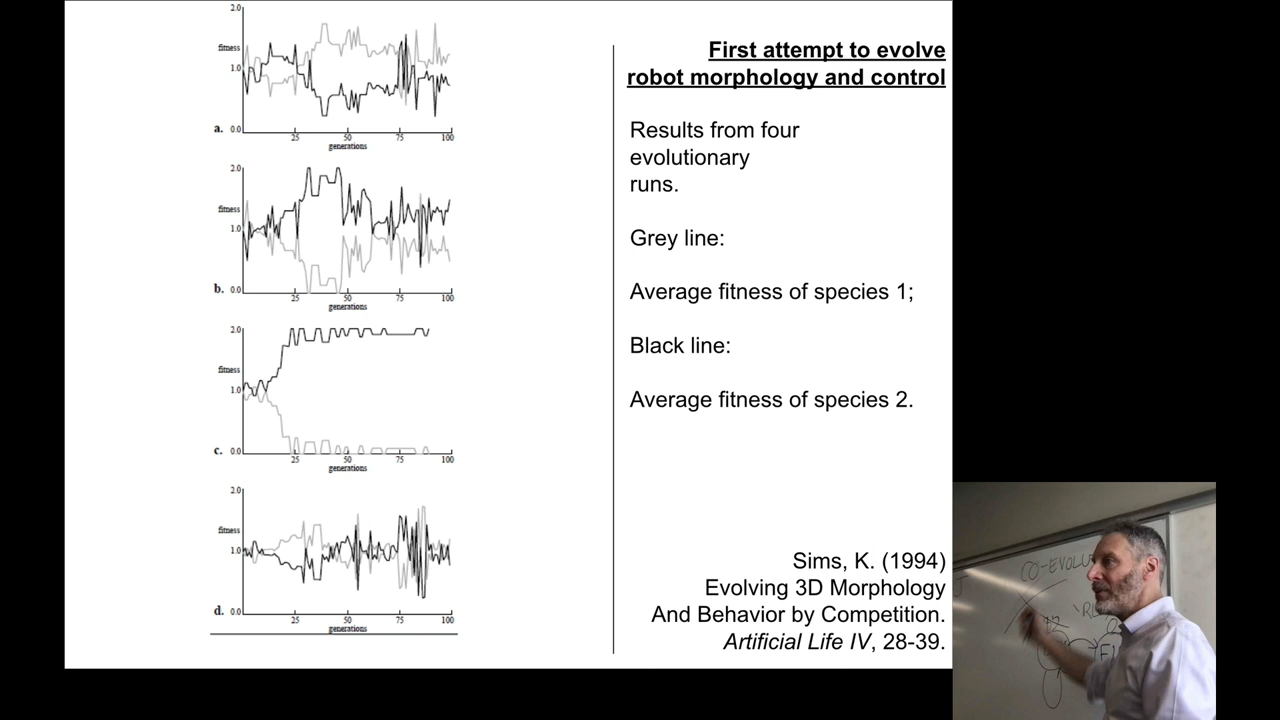 2.0
fitness
1.0
a.
0.0
25
50
75
100
generations
2.0
fitness
1.0
b.
0.0
25
50
75
100
generations
2.0
fitness
1.0
c.
0.0
25
50
75
100
generations
2.0
fitness
1.0
d.
0.0
25
50
75
100
generations
First attempt to evolve
robot morphology and control
Results from four
evolutionary
runs.
Grey line:
Average fitness of species 1;
Black line:
Average fitness of species 2.
Sims, K. (1994)
Evolving 3D Morphology
And Behavior by Competition.
Artificial Life IV, 28-39.